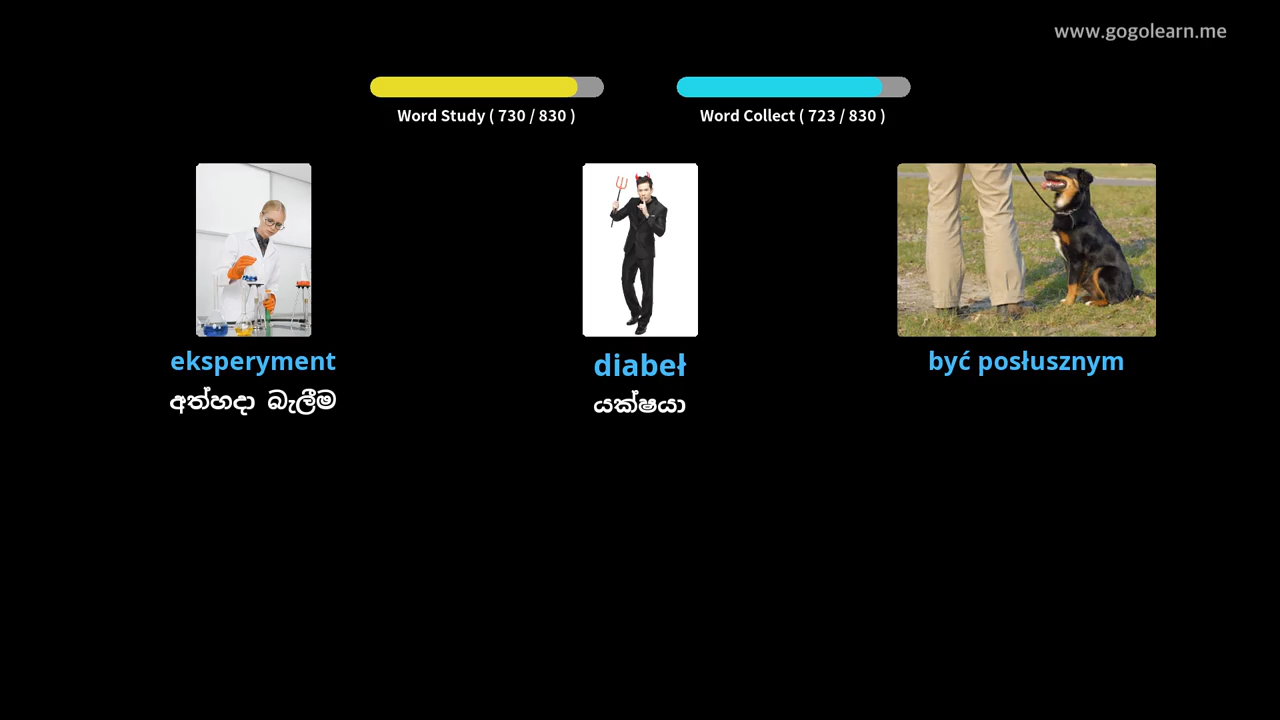 www.gogolearn.me
Word Study ( 730 / 830 )
Word Collect ( 723 / 830 )
eksperyment
අත්හදා බැලීම
diabeł
යක්ෂයා
być posłusznym